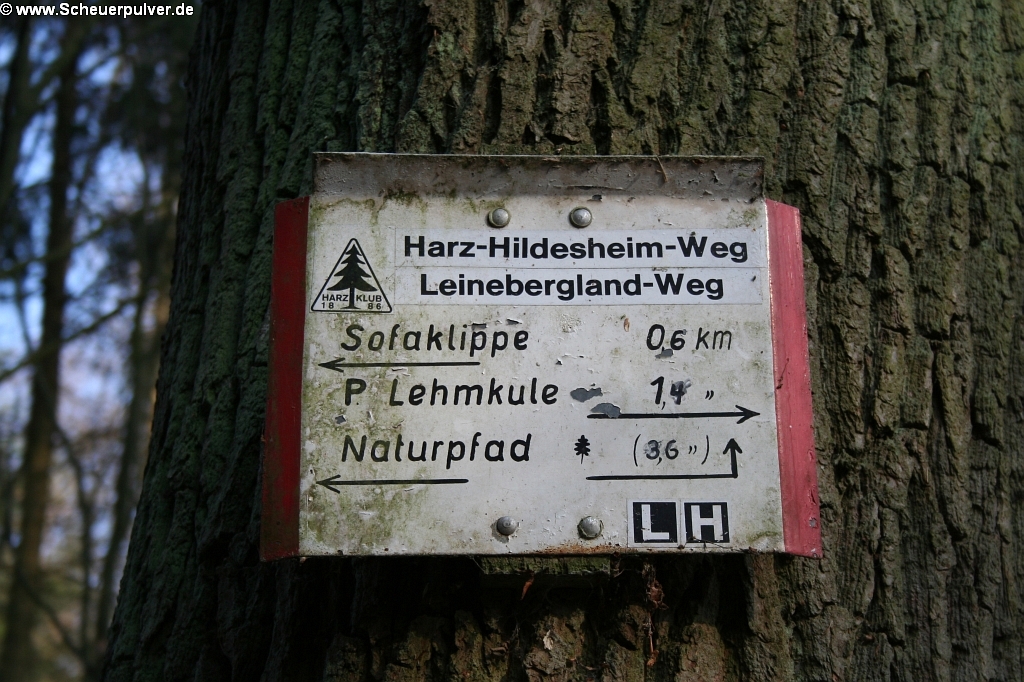 © www.Scheuerpulver.de
Harz-Hildesheim-Weg
Leinebergland-Weg
HARZ KLUB
1886
Sofaklippe 0,6 km
P Lehmkule 1,4 "
Naturpfad (3,6 ")
L H